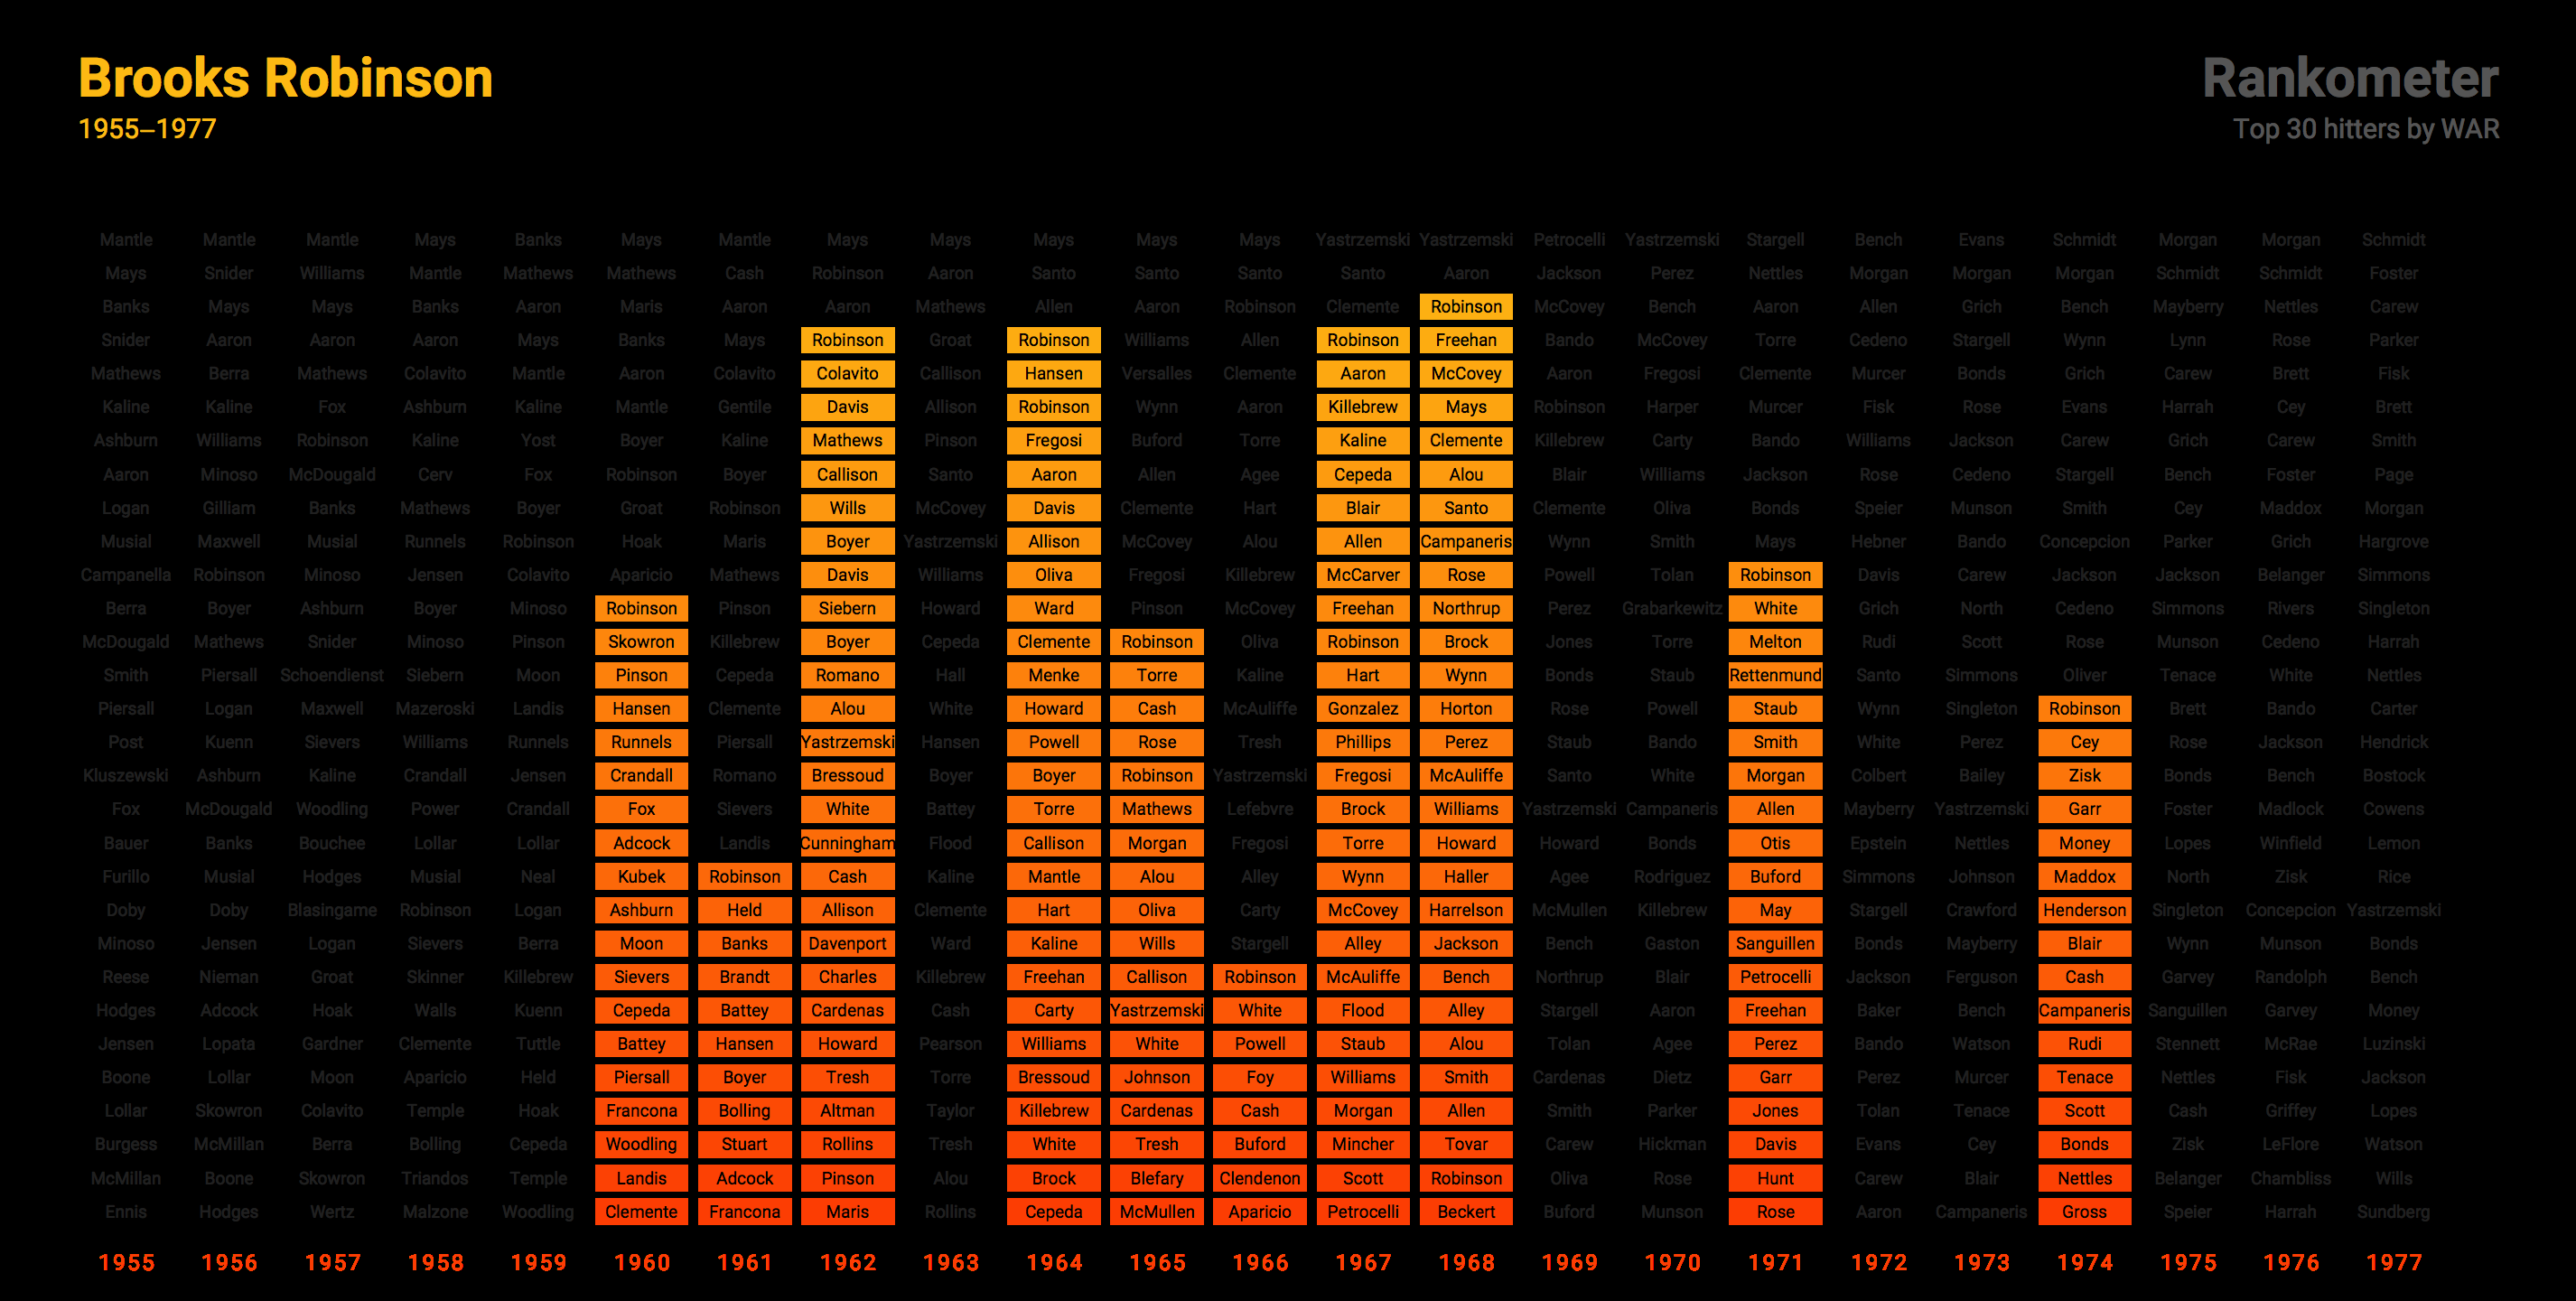 Brooks Robinson
1955–1977
Rankometer
Top 30 hitters by WAR
Mantle Mantle Mantle Mays Banks Mays Mantle Mays Mays Mays Mays Mays Yastrzemski Yastrzemski Petrocelli Yastrzemski Stargell Bench Evans Schmidt Morgan Morgan Schmidt
Mays Snider Williams Mantle Mathews Mathews Cash Robinson Aaron Santo Santo Santo Santo Aaron Jackson Perez Nettles Morgan Morgan Morgan Schmidt Schmidt Foster
Banks Mays Mays Banks Aaron Maris Aaron Aaron Mathews Allen Aaron Robinson Clemente Robinson McCovey Bench Aaron Allen Grich Bench Mayberry Nettles Carew
Snider Aaron Aaron Aaron Mays Banks Mays Robinson Groat Robinson Williams Allen Robinson Freehan Bando McCovey Torre Cedeno Stargell Wynn Lynn Rose Parker
Mathews Berra Mathews Colavito Mantle Aaron Colavito Colavito Callison Hansen Versalles Clemente Aaron McCovey Aaron Fregosi Clemente Murcer Bonds Grich Carew Brett Fisk
Kaline Kaline Fox Ashburn Kaline Mantle Gentile Davis Allison Robinson Wynn Aaron Killebrew Mays Robinson Harper Murcer Fisk Rose Evans Harrah Cey Brett
Ashburn Williams Robinson Kaline Yost Boyer Kaline Mathews Pinson Fregosi Buford Torre Kaline Clemente Killebrew Carty Bando Williams Jackson Carew Grich Carew Smith
Aaron Minoso McDougald Cerv Fox Robinson Boyer Callison Santo Aaron Allen Agee Cepeda Alou Blair Williams Jackson Rose Cedeno Stargell Bench Foster Page
Logan Gilliam Banks Mathews Boyer Groat Robinson Wills McCovey Davis Clemente Hart Blair Santo Clemente Oliva Bonds Speier Munson Smith Cey Maddox Morgan
Musial Maxwell Musial Runnels Robinson Hoak Maris Boyer Yastrzemski Allison McCovey Alou Allen Campaneris Wynn Smith Mays Hebner Bando Concepcion Parker Grich Hargrove
Campanella Robinson Minoso Jensen Colavito Aparicio Mathews Davis Williams Oliva Fregosi Killebrew McCarver Rose Powell Tolan Robinson Davis Carew Jackson Jackson Belanger Simmons
Berra Boyer Ashburn Boyer Minoso Robinson Pinson Siebern Howard Ward Pinson McCovey Freehan Northrup Perez Grabarkewitz White Grich North Cedeno Simmons Rivers Singleton
McDougald Mathews Snider Minoso Pinson Skowron Killebrew Boyer Cepeda Clemente Robinson Oliva Robinson Brock Jones Torre Melton Rudi Scott Rose Munson Cedeno Harrah
Smith Piersall Schoendienst Siebern Moon Pinson Cepeda Romano Hall Menke Torre Kaline Hart Wynn Bonds Staub Rettenmund Santo Simmons Oliver Tenace White Nettles
Piersall Logan Maxwell Mazeroski Landis Hansen Clemente Alou White Howard Cash McAuliffe Gonzalez Horton Rose Powell Staub Wynn Singleton Robinson Brett Bando Carter
Post Kuenn Sievers Williams Runnels Runnels Piersall Yastrzemski Hansen Powell Rose Tresh Phillips Perez Staub Bando Smith White Perez Cey Rose Jackson Hendrick
Kluszewski Ashburn Kaline Crandall Jensen Crandall Romano Bressoud Boyer Boyer Robinson Yastrzemski Fregosi McAuliffe Santo White Morgan Colbert Bailey Zisk Bonds Bench Bostock
Fox McDougald Woodling Power Crandall Fox Sievers White Battey Torre Mathews Lefebvre Brock Williams Yastrzemski Campaneris Allen Mayberry Yastrzemski Garr Foster Madlock Cowens
Bauer Banks Bouchee Lollar Lollar Adcock Landis Cunningham Flood Callison Morgan Fregosi Torre Howard Howard Bonds Otis Epstein Nettles Money Lopes Winfield Lemon
Furillo Musial Hodges Musial Neal Kubek Robinson Cash Kaline Mantle Alou Alley Wynn Haller Agee Rodriguez Buford Simmons Johnson Maddox North Zisk Rice
Doby Doby Blasingame Robinson Logan Ashburn Held Allison Clemente Hart Oliva Carty McCovey Harrelson McMullen Killebrew May Stargell Crawford Henderson Singleton Concepcion Yastrzemski
Minoso Jensen Logan Sievers Berra Moon Banks Davenport Ward Kaline Wills Stargell Alley Jackson Bench Gaston Sanguillen Bonds Mayberry Blair Wynn Munson Bonds
Reese Nieman Groat Skinner Killebrew Sievers Brandt Charles Killebrew Freehan Callison Robinson McAuliffe Bench Northrup Blair Petrocelli Jackson Ferguson Cash Garvey Randolph Bench
Hodges Adcock Hoak Walls Kuenn Cepeda Battey Cardenas Cash Carty Yastrzemski White Flood Alley Stargell Aaron Freehan Baker Bench Campaneris Sanguillen Garvey Money
Jensen Lopata Gardner Clemente Tuttle Battey Hansen Howard Pearson Williams White Powell Staub Alou Tolan Agee Perez Bando Watson Rudi Stennett McRae Luzinski
Boone Lollar Moon Aparicio Held Piersall Boyer Tresh Torre Bressoud Johnson Foy Williams Smith Cardenas Dietz Garr Perez Murcer Tenace Nettles Fisk Jackson
Lollar Skowron Colavito Temple Hoak Francona Bolling Altman Taylor Killebrew Cardenas Cash Morgan Allen Smith Parker Jones Tolan Tenace Scott Cash Griffey Lopes
Burgess McMillan Berra Bolling Cepeda Woodling Stuart Rollins Tresh White Tresh Buford Mincher Tovar Carew Hickman Davis Evans Cey Bonds Zisk LeFlore Watson
McMillan Boone Skowron Triandos Temple Landis Adcock Pinson Alou Brock Blefary Clendenon Scott Robinson Oliva Rose Hunt Carew Blair Nettles Belanger Chambliss Wills
Ennis Hodges Wertz Malzone Woodling Clemente Francona Maris Rollins Cepeda McMullen Aparicio Petrocelli Beckert Buford Munson Rose Aaron Campaneris Gross Speier Harrah Sundberg
1955 1956 1957 1958 1959 1960 1961 1962 1963 1964 1965 1966 1967 1968 1969 1970 1971 1972 1973 1974 1975 1976 1977